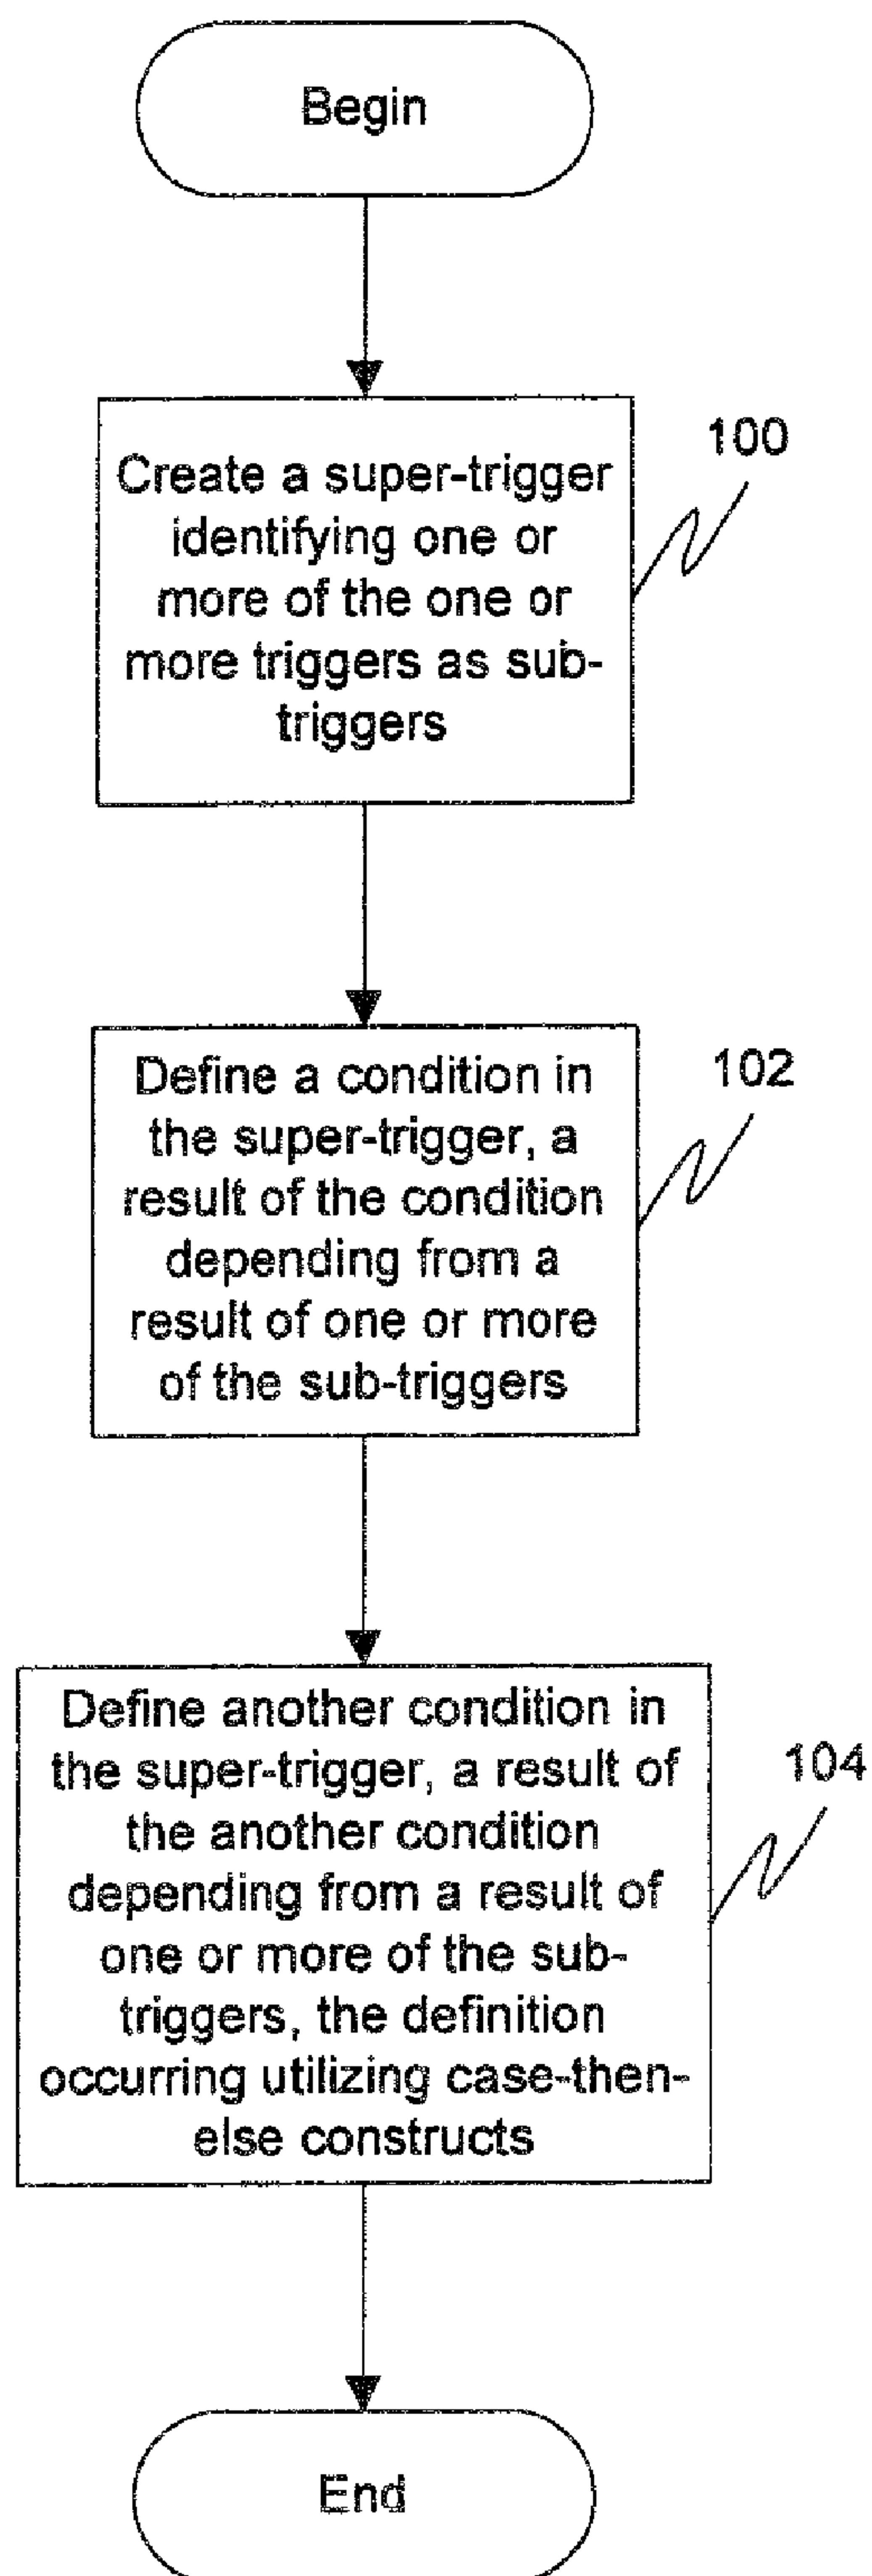 Begin
100
Create a super-trigger
identifying one or
more of the one or
more triggers as sub-
triggers
102
Define a condition in
the super-trigger, a
result of the condition
depending from a
result of one or more
of the sub-triggers
104
Define another condition in
the super-trigger, a result of
the another condition
depending from a result of
one or more of the sub-
triggers, the definition
occurring utilizing case-then-
else constructs
End